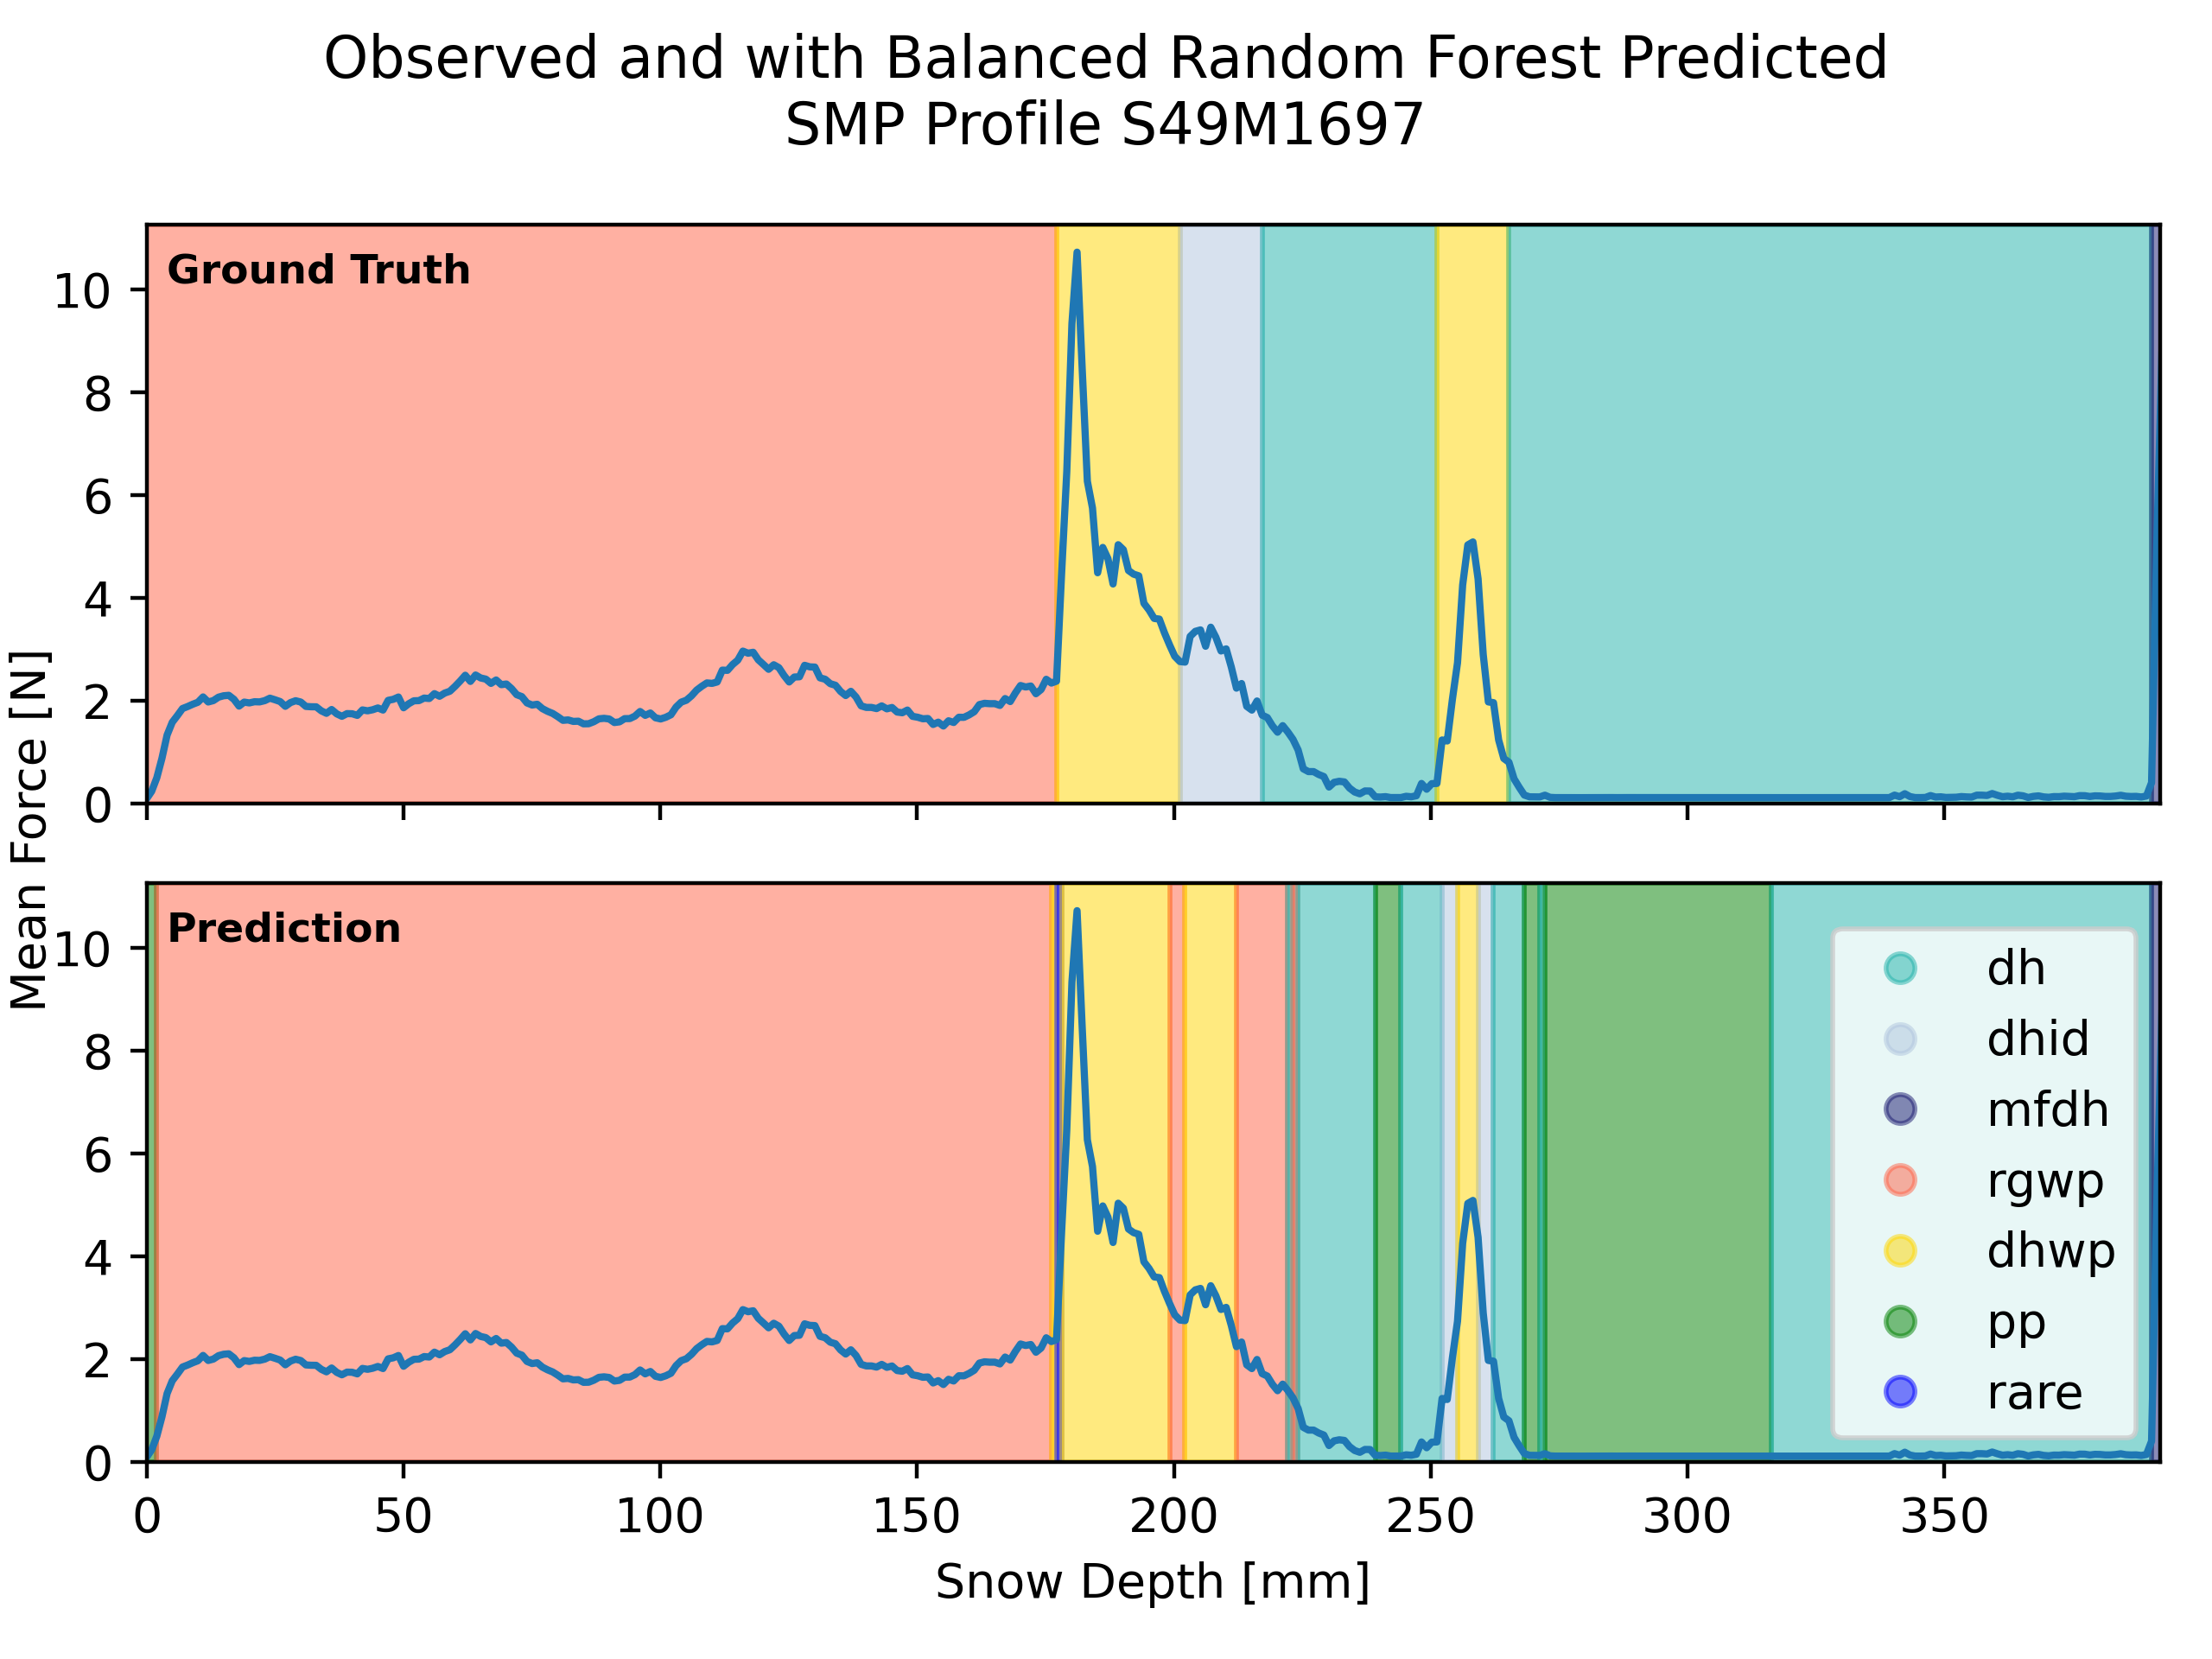 Observed and with Balanced Random Forest Predicted
SMP Profile S49M1697
Mean Force [N]
Ground Truth
10
8
6
4
2
0
Prediction
10
8
6
4
2
0
dh
dhid
mfdh
rgwp
dhwp
pp
rare
0 50 100 150 200 250 300 350
Snow Depth [mm]